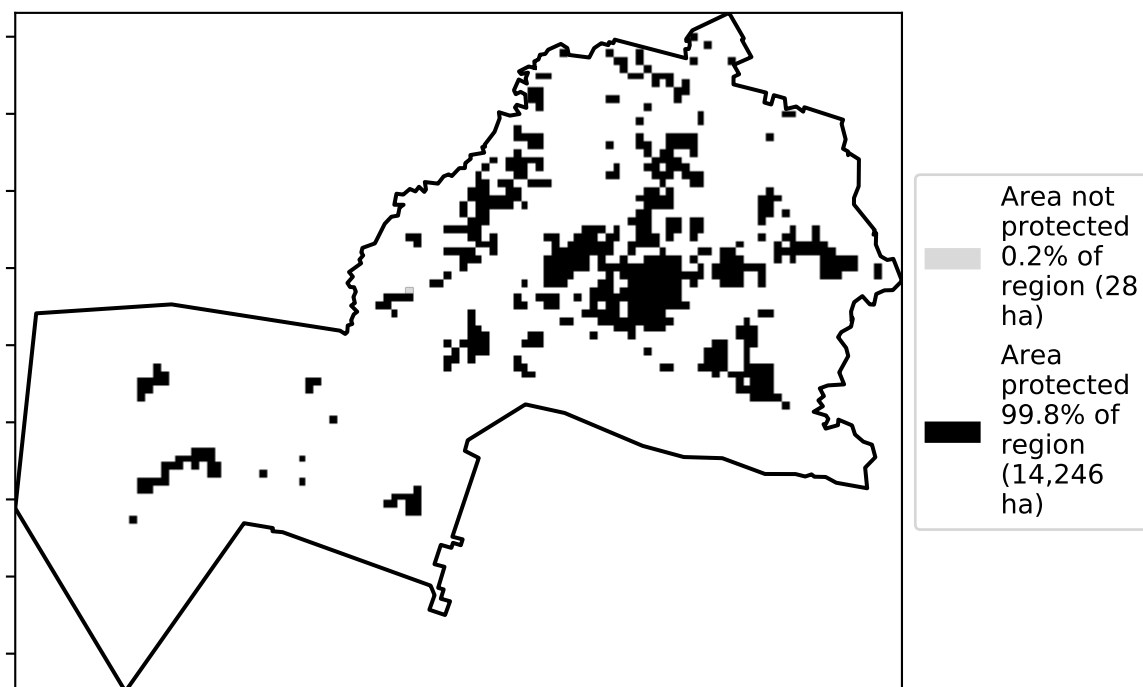 Area not
protected
0.2% of
region (28
ha)
Area
protected
99.8% of
region
(14,246
ha)